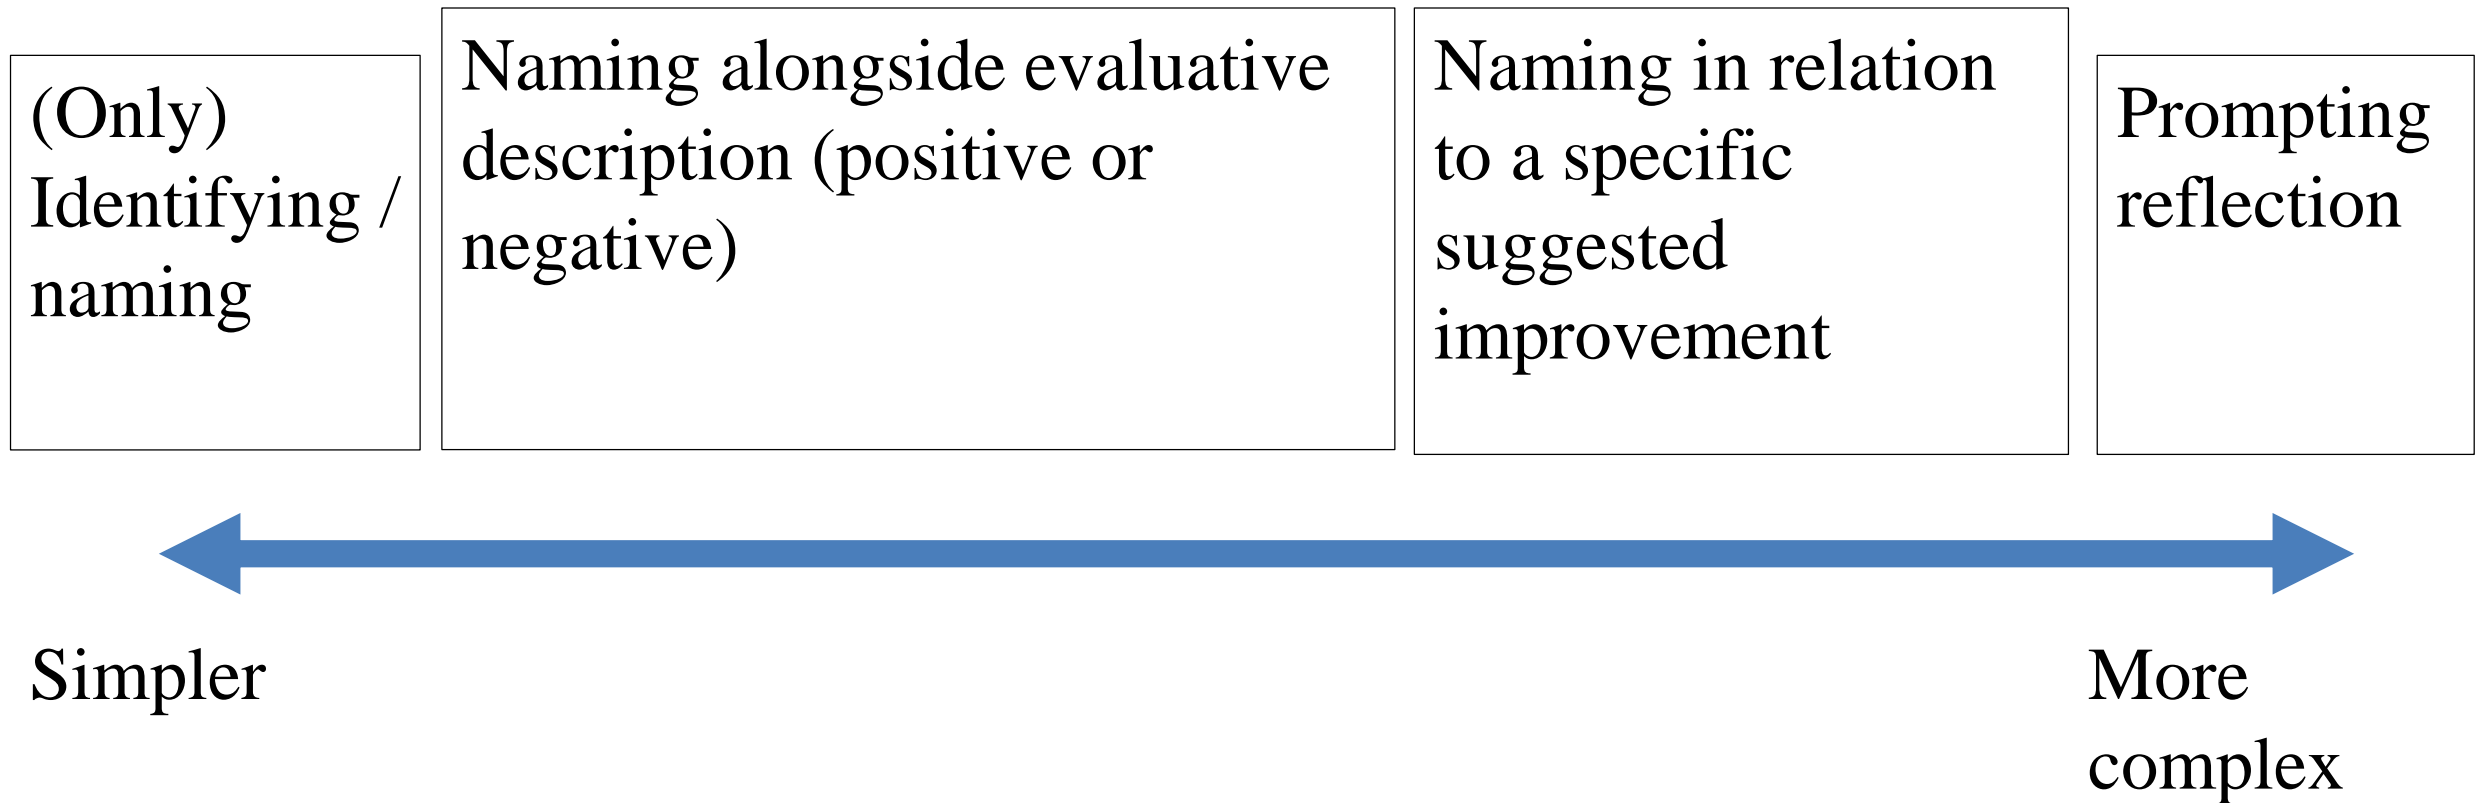 (Only)
Identifying /
naming
Naming alongside evaluative
description (positive or
negative)
Naming in relation
to a specific
suggested
improvement
Prompting
reflection
Simpler
More
complex